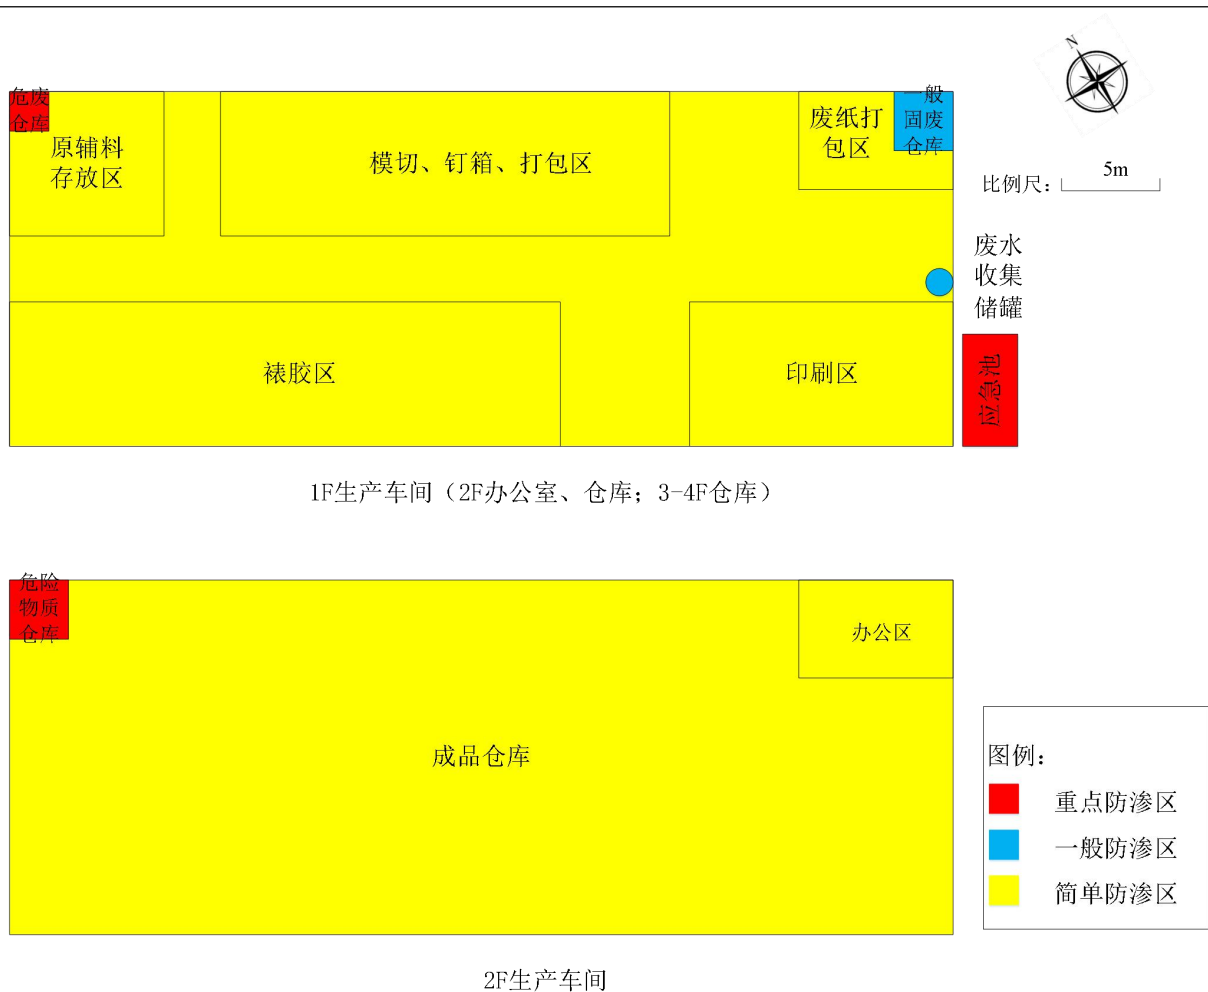 N
危废
仓库
原辅料
存放区
模切、钉箱、打包区
废纸打
包区
一般
固废
仓库
比例尺：
5m
废水
收集
储罐
裱胶区
印刷区
应急池
1F生产车间（2F办公室、仓库；3-4F仓库）
危险
物质
仓库
办公区
成品仓库
图例：
重点防渗区
一般防渗区
简单防渗区
2F生产车间